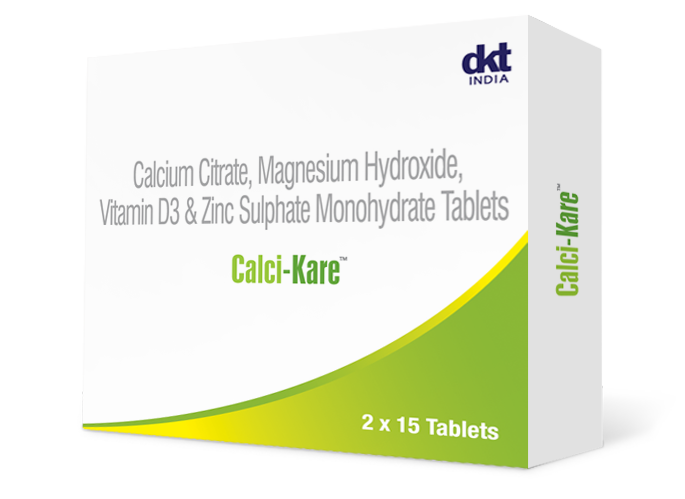 dkt
INDIA
Calcium Citrate, Magnesium Hydroxide,
Vitamin D3 & Zinc Sulphate Monohydrate Tablets
Calci-Kare™
2 x 15 Tablets
Calci-Kare™